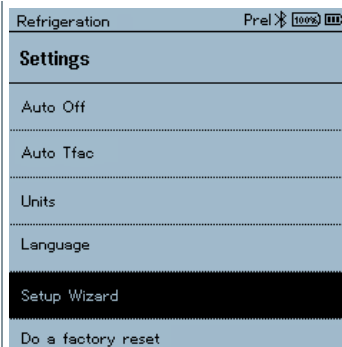 Refrigeration Prel 100%
Settings
Auto Off
Auto Tfac
Units
Language
Setup Wizard
Do a factory reset